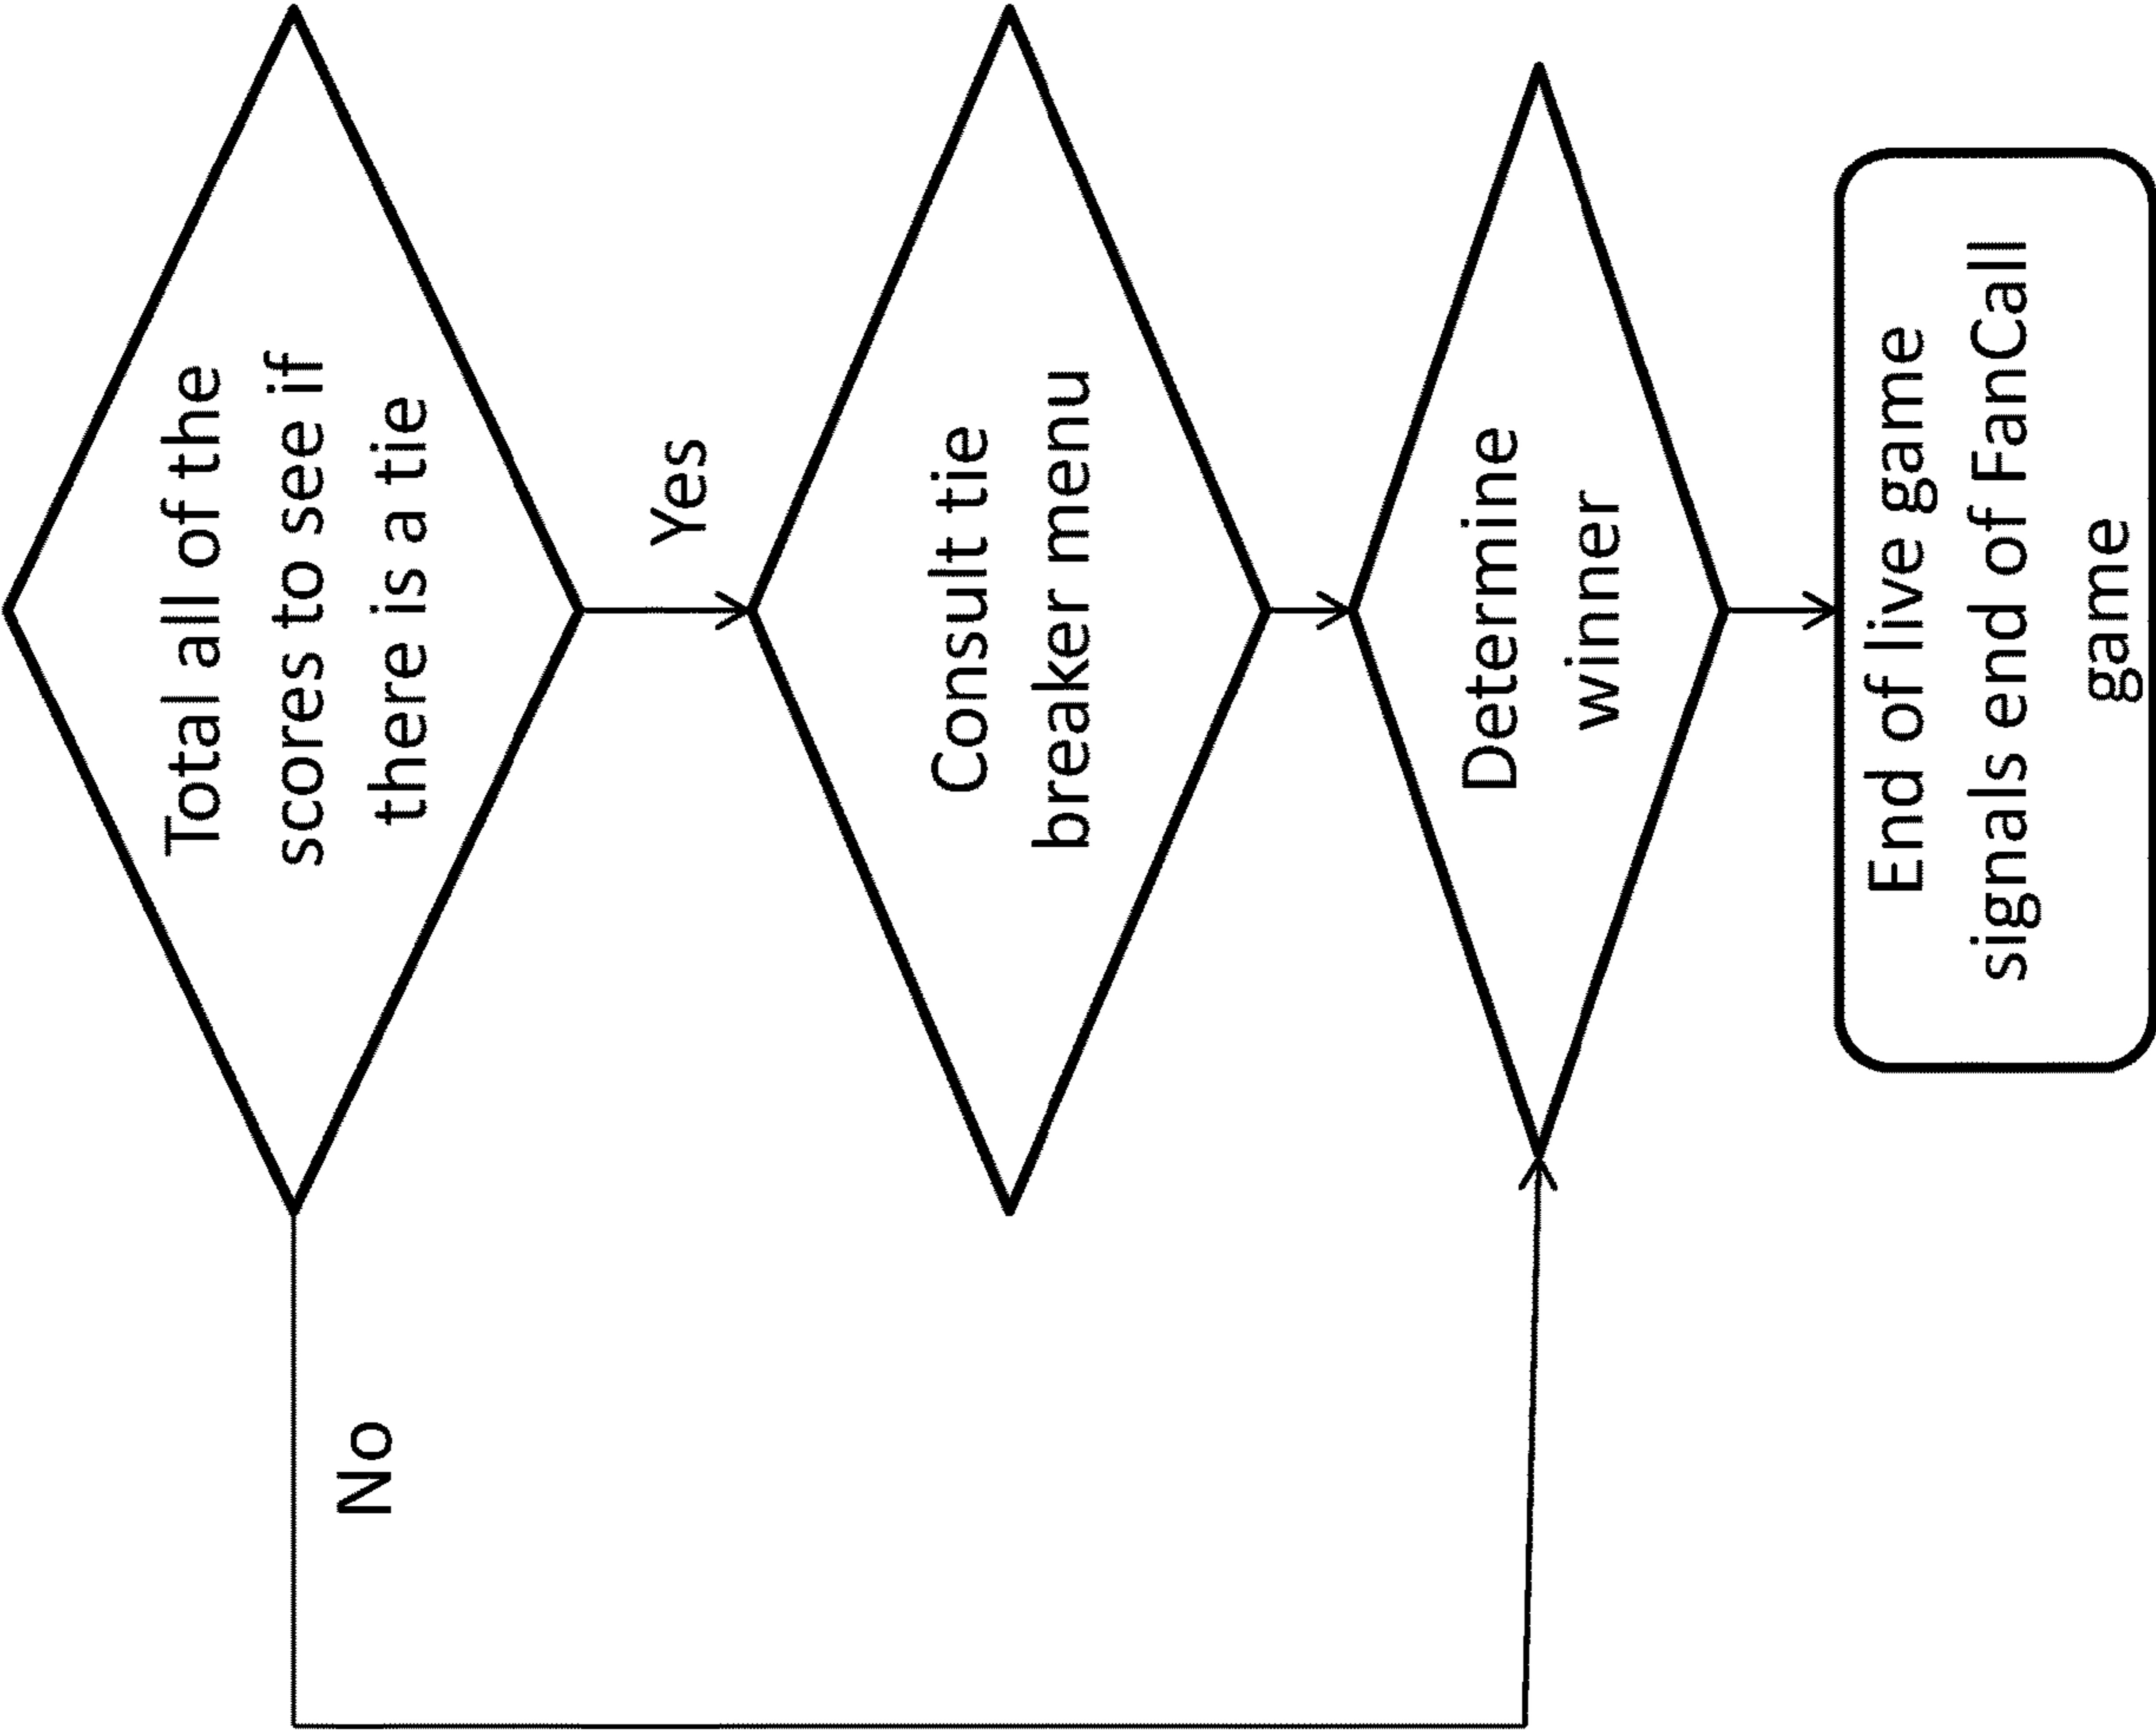 Total all of the
scores to see if
there is a tie
Yes
No
Consult tie
breaker menu
Determine
winner
End of live game
signals end of FanCall
game